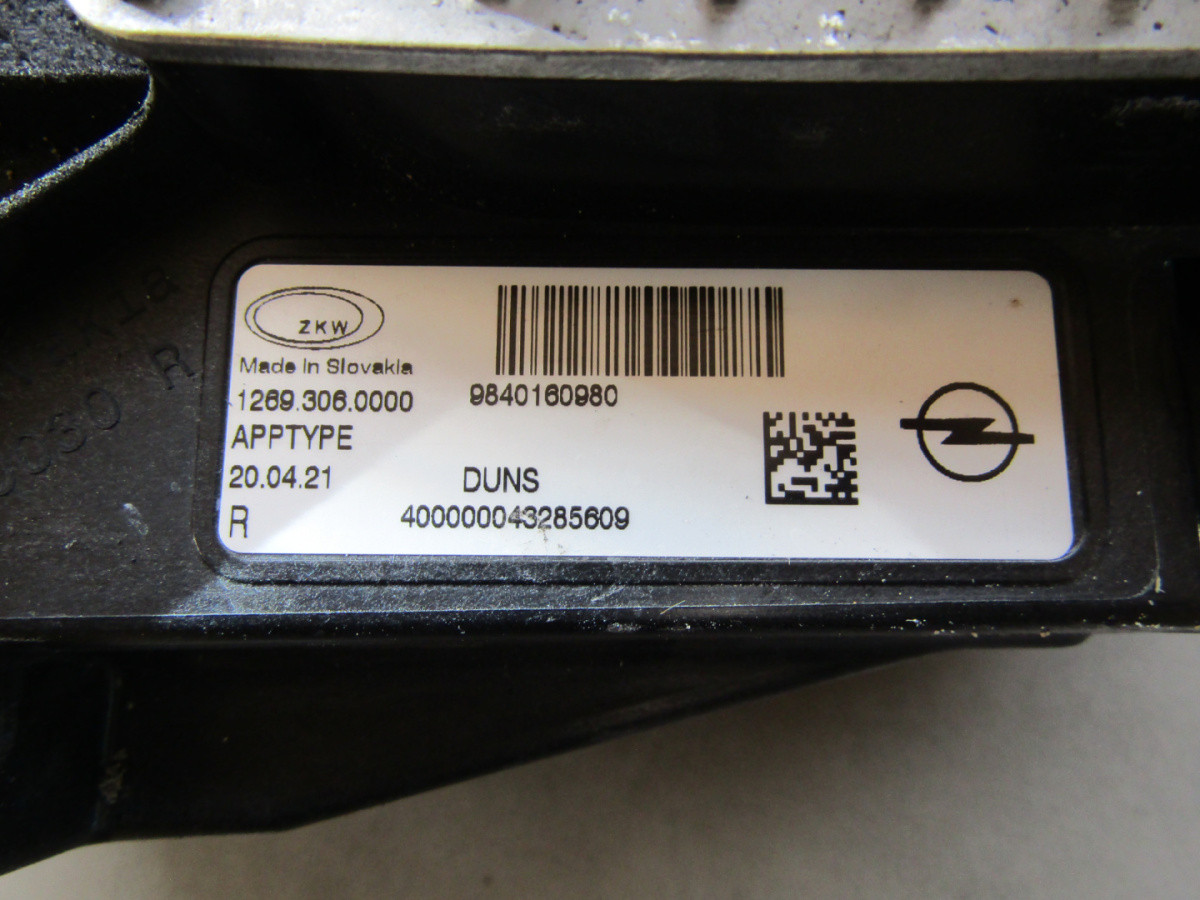 ZKW
Made In Slovakia
1269.306.0000
9840160980
APPTYPE
20.04.21
DUNS
R
400000043285609
R